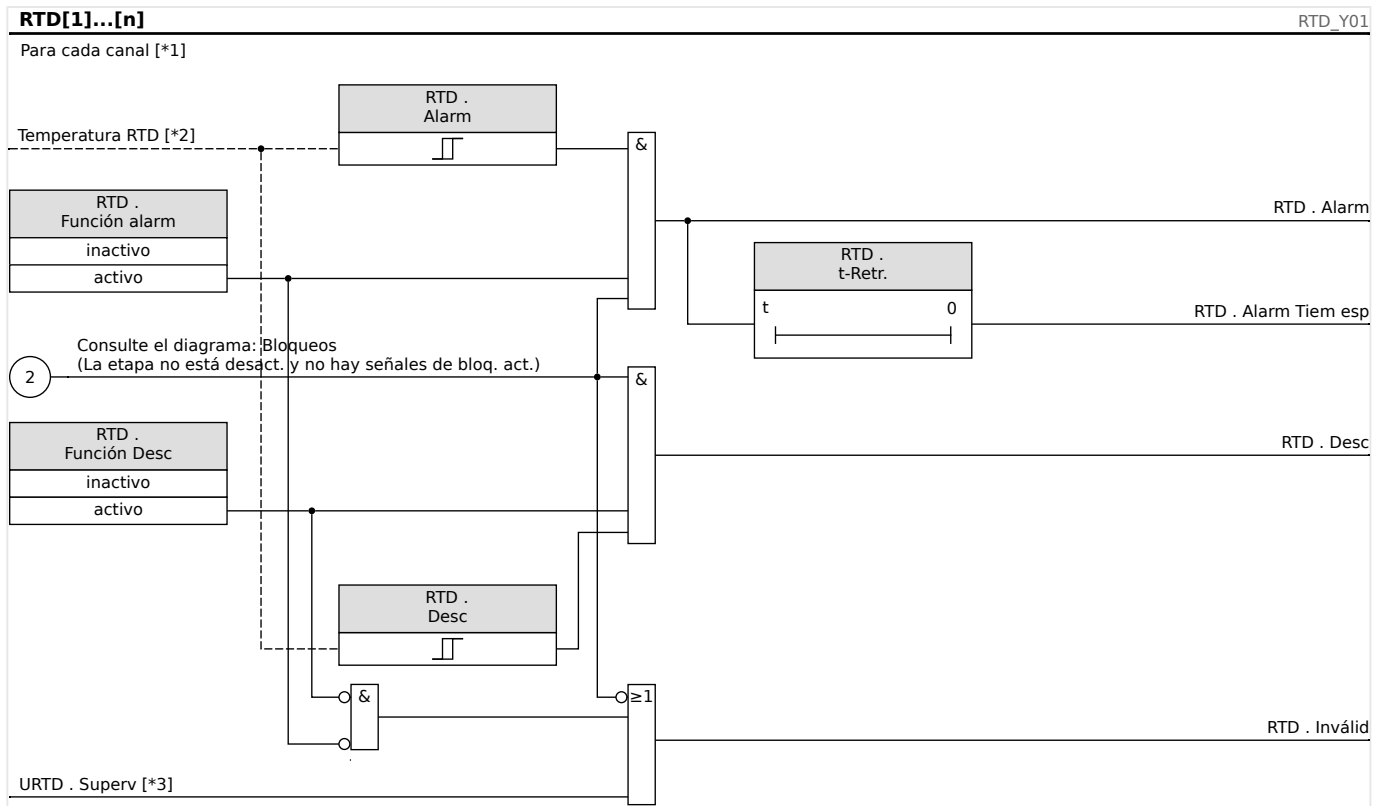 RTD[1]...[n]
RTD_Y01
Para cada canal [*1]
RTD .
Alarm
Temperatura RTD [*2]
&
RTD .
Función alarm
inactivo
activo
RTD . Alarm
RTD .
t-Retr.
t 0
RTD . Alarm Tiem esp
Consulte el diagrama: Bloqueos
(La etapa no está desact. y no hay señales de bloq. act.)
2
&
RTD .
Función Desc
inactivo
activo
RTD . Desc
RTD .
Desc
&
≥1
RTD . Inválid
URTD . Superv [*3]